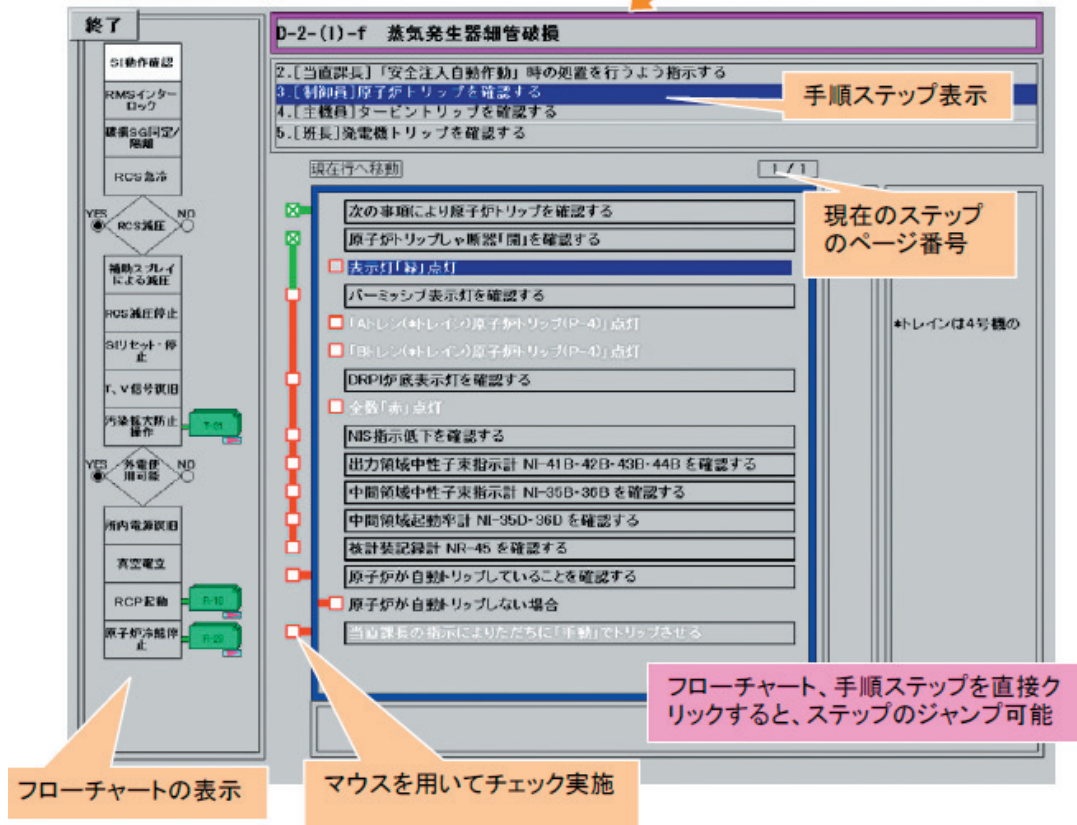 終了
D-2-(1)-f 蒸気発生器細管破損
2.[当直課長]「安全注入自動作動」時の処置を行うよう指示する
3.[制御員]原子炉トリップを確認する
4.[主機員]タービントリップを確認する
5.[班長]発電機トリップを確認する
手順ステップ表示
現在行へ移動
1 / 1
現在のステップ
のページ番号
SI動作確認
RMSインター
ロック
破損SG同定/
隔離
RCS急冷
YES
NO
RCS減圧
補助スプレイ
による減圧
RCS減圧停止
SIリセット・停
止
T、V信号復旧
汚染拡大防止
操作
YES
外電使
用可能
NO
所内電源復旧
真空確立
RCP起動
原子炉冷態停
止
次の事項により原子炉トリップを確認する
原子炉トリップしゃ断器「開」を確認する
表示灯「緑」点灯
パーミッシブ表示灯を確認する
「Aトレン(*トレイン)原子炉トリップ(P-4)」点灯
「Bトレン(*トレイン)原子炉トリップ(P-4)」点灯
DRPI炉底表示灯を確認する
全数「赤」点灯
NIS指示低下を確認する
出力領域中性子束指示計 NI-41B・42B・43B・44B を確認する
中間領域中性子束指示計 NI-35B・36B を確認する
中間領域起動率計 NI-35D・36D を確認する
核計装記録計 NR-45 を確認する
原子炉が自動トリップしていることを確認する
原子炉が自動トリップしない場合
当直課長の指示によりただちに「手動」でトリップさせる
*トレインは4号機の
フローチャート、手順ステップを直接ク
リックすると、ステップのジャンプ可能
フローチャートの表示
マウスを用いてチェック実施